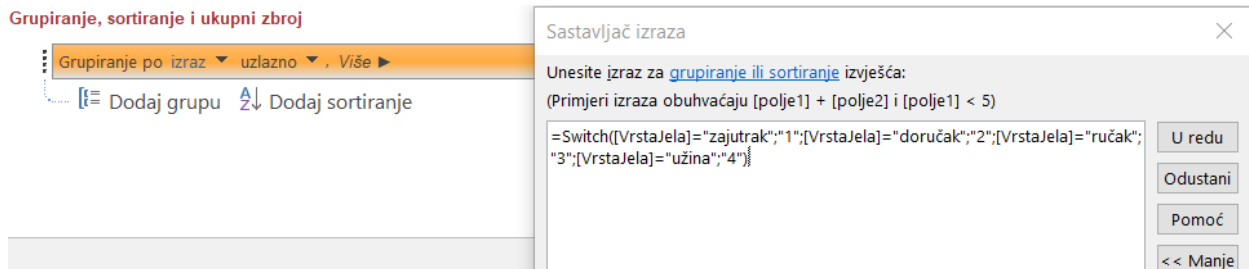 Grupiranje, sortiranje i ukupni zbroj
Grupiranje po izraz ▼ uzlazno ▼ , Više ►
Dodaj grupu Dodaj sortiranje
Sastavljač izraza
Unesite izraz za grupiranje ili sortiranje izvješća:
(Primjeri izraza obuhvaćaju [polje1] + [polje2] i [polje1] < 5)
=Switch([VrstaJela]="zajutrak";"1";[VrstaJela]="doručak";"2";[VrstaJela]="ručak";
"3";[VrstaJela]="užina";"4")
U redu
Odustani
Pomoć
<< Manje